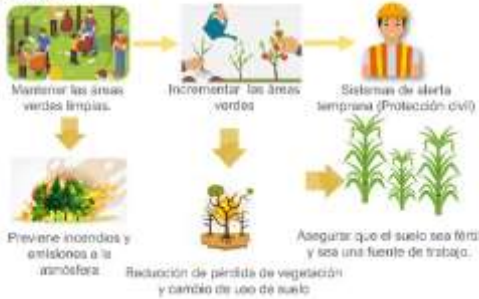 Mantener las áreas
verdes limpias.
Incrementar las áreas
verdes
Sistemas de alerta
temprana (Protección civil)
Previene incendios y
emisiones a la
atmósfera
Reducción de pérdida de vegetación
y cambio de uso de suelo
Asegurar que el suelo sea fértil
y sea una fuente de trabajo.